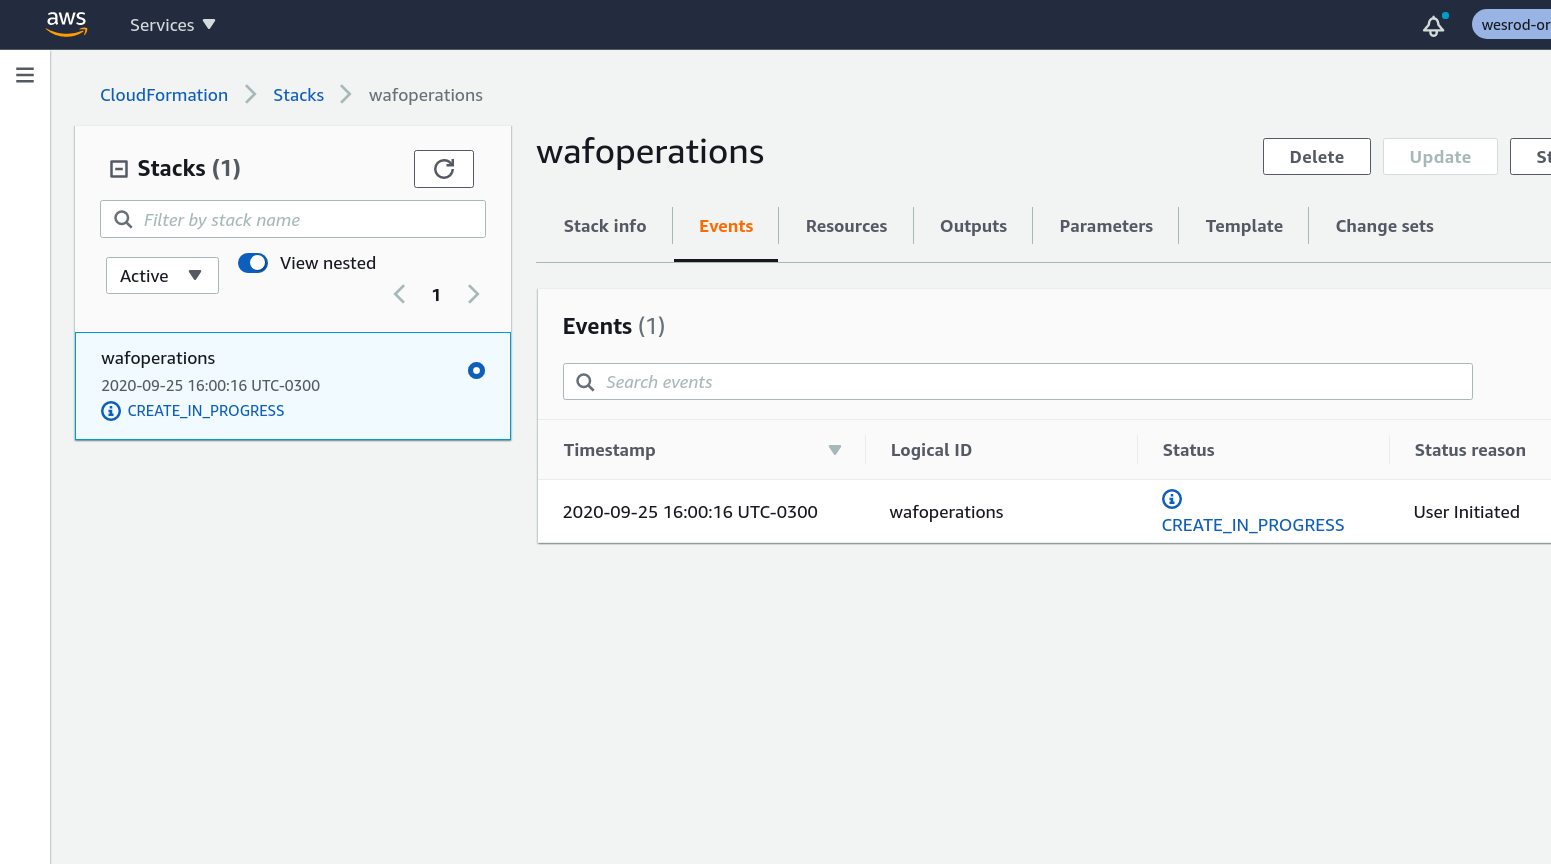 aws
Services
wesrod-or
CloudFormation
Stacks
wafoperations
Stacks (1)
Filter by stack name
Active
View nested
1
wafoperations
2020-09-25 16:00:16 UTC-0300
CREATE_IN_PROGRESS
wafoperations
Delete
Update
St
Stack info
Events
Resources
Outputs
Parameters
Template
Change sets
Events (1)
Search events
Timestamp
Logical ID
Status
Status reason
2020-09-25 16:00:16 UTC-0300
wafoperations
CREATE_IN_PROGRESS
User Initiated